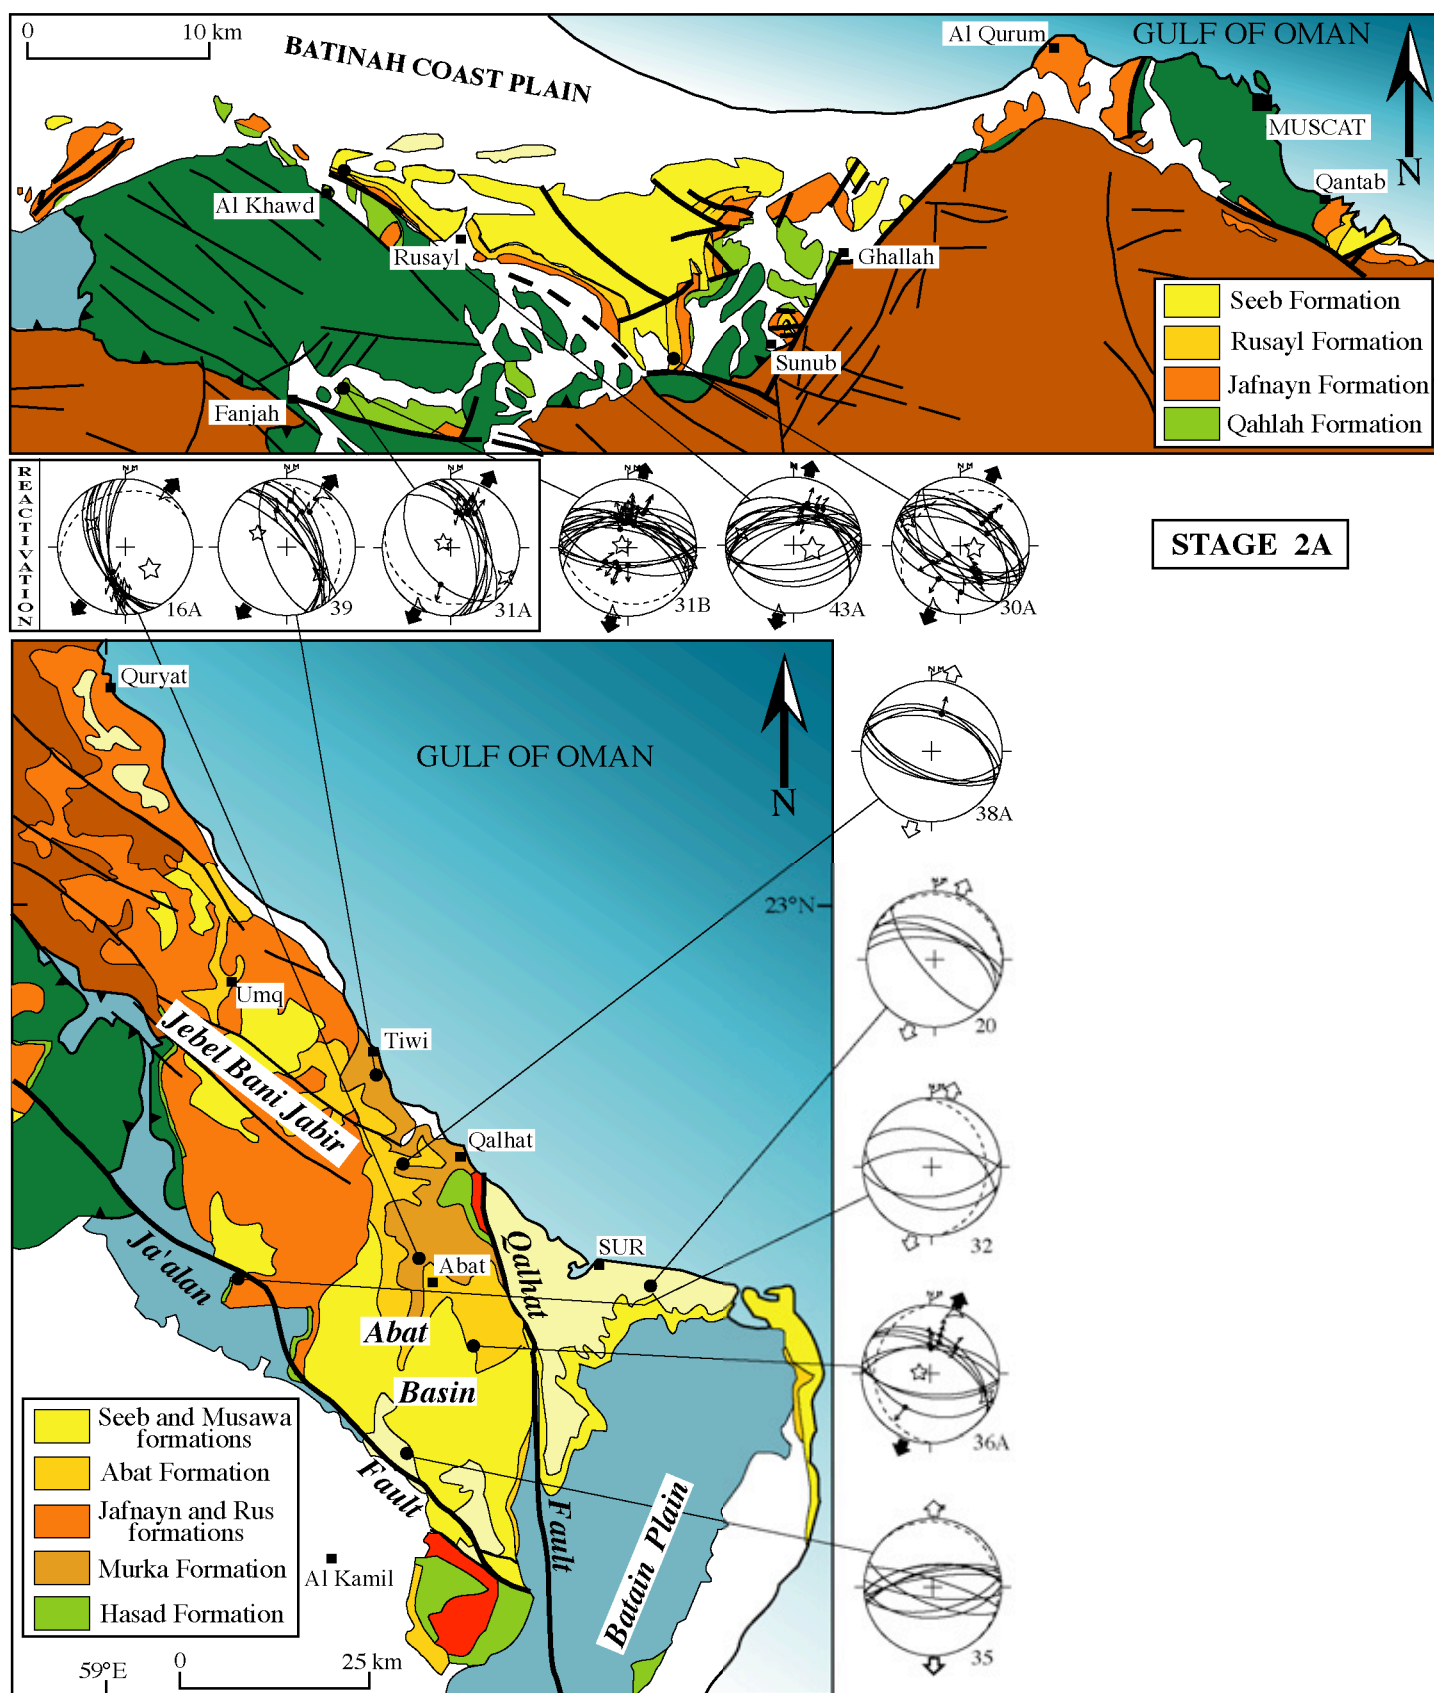 0 10 km
BATINAH COAST PLAIN
Al Qurum
GULF OF OMAN
MUSCAT
N
Qantab
Al Khawd
Rusayl
Ghallah
Sunub
Fanjah
Seeb Formation
Rusayl Formation
Jafnayn Formation
Qahlah Formation
REACTIVATION
N M
16A
N M
39
N M
31A
N M
31B
N
43A
N M
30A
STAGE 2A
Quryat
GULF OF OMAN
N
N M
38A
23°N
N M
20
Umq
Jebel Bani Jabir
Tiwi
Qalhat
N M
32
Ja'alan
Qalhat
SUR
Abat
Abat
Basin
N M
36A
Fault
Fault
Batain Plain
35
Seeb and Musawa
formations
Abat Formation
Jafnayn and Rus
formations
Murka Formation
Hasad Formation
Al Kamil
59°E
0 25 km